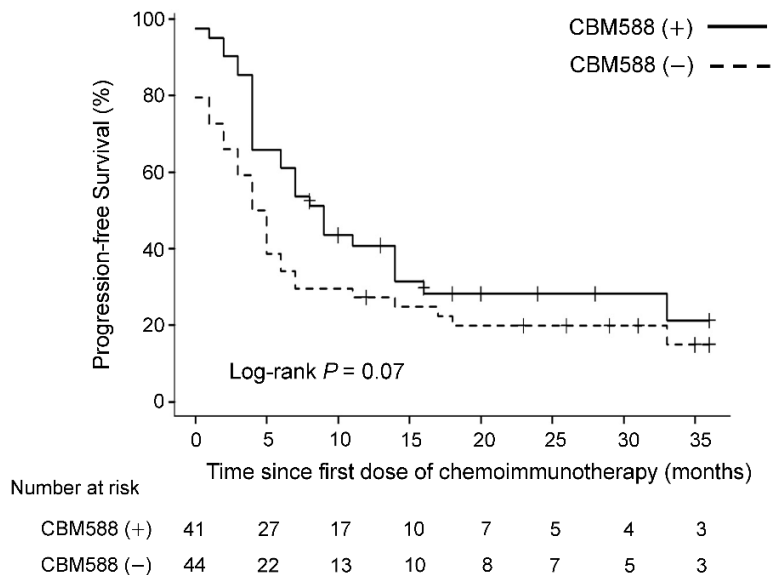 CBM588 (+)
CBM588 (−)
Progression-free Survival (%)
100
80
60
40
20
0
Log-rank P = 0.07
0 5 10 15 20 25 30 35
Time since first dose of chemoimmunotherapy (months)
Number at risk
CBM588 (+) 41 27 17 10 7 5 4 3
CBM588 (−) 44 22 13 10 8 7 5 3